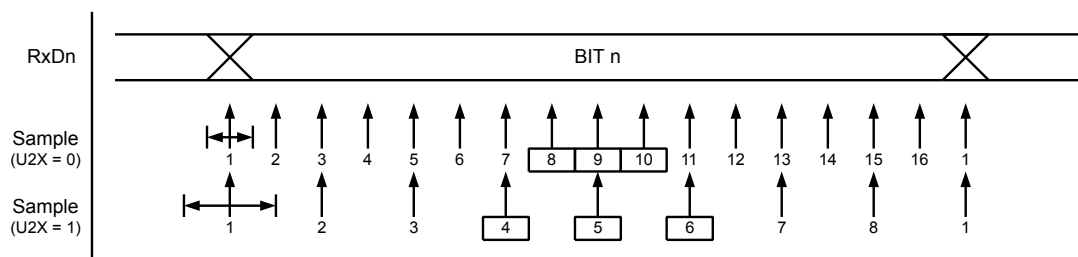 RxDn BIT n
Sample
(U2X = 0)
1 2 3 4 5 6 7 8 9 10 11 12 13 14 15 16 1
Sample
(U2X = 1)
1 2 3 4 5 6 7 8 1